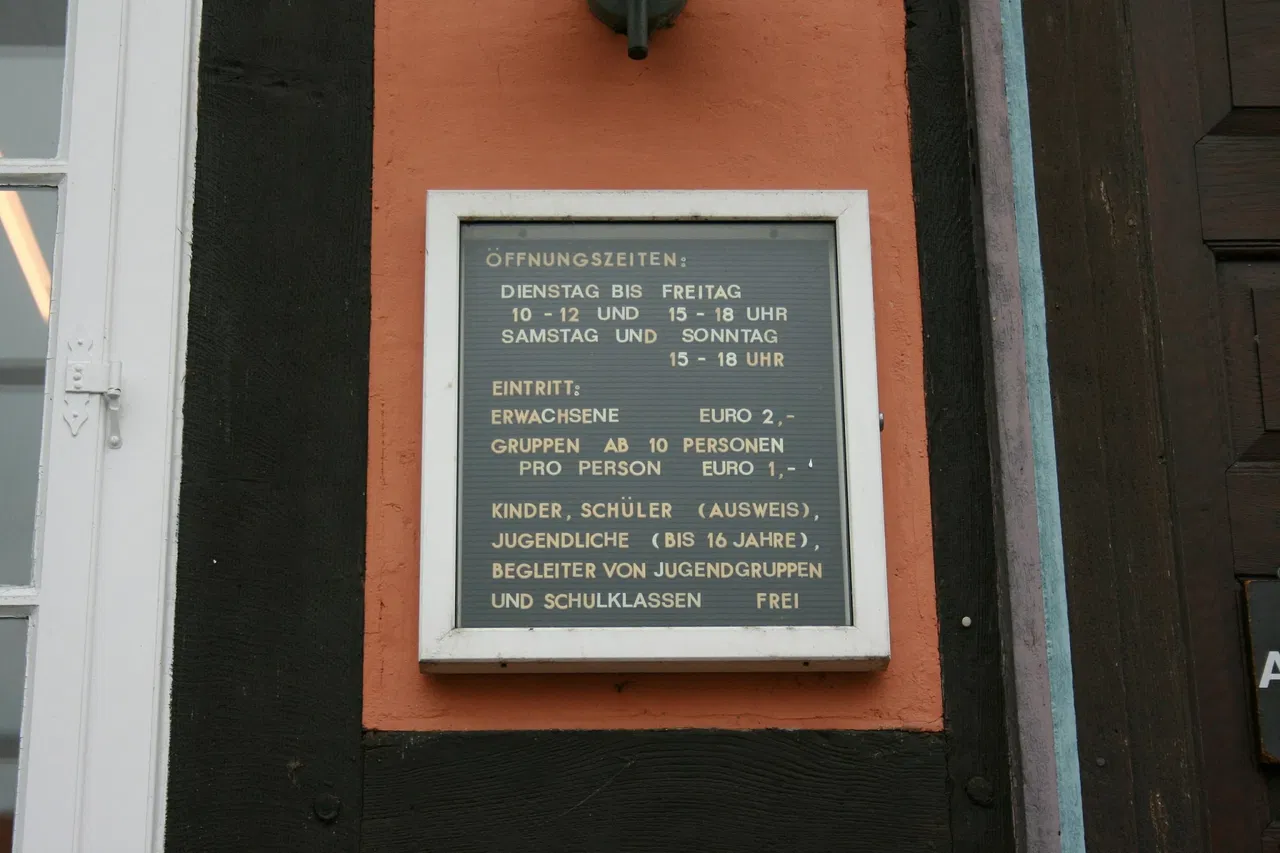 ÖFFNUNGSZEITEN:
DIENSTAG BIS FREITAG
10 - 12 UND 15 - 18 UHR
SAMSTAG UND SONNTAG
15 - 18 UHR
EINTRITT:
ERWACHSENE EURO 2,-
GRUPPEN AB 10 PERSONEN
PRO PERSON EURO 1,-
KINDER, SCHÜLER (AUSWEIS),
JUGENDLICHE (BIS 16 JAHRE),
BEGLEITER VON JUGENDGRUPPEN
UND SCHULKLASSEN FREI